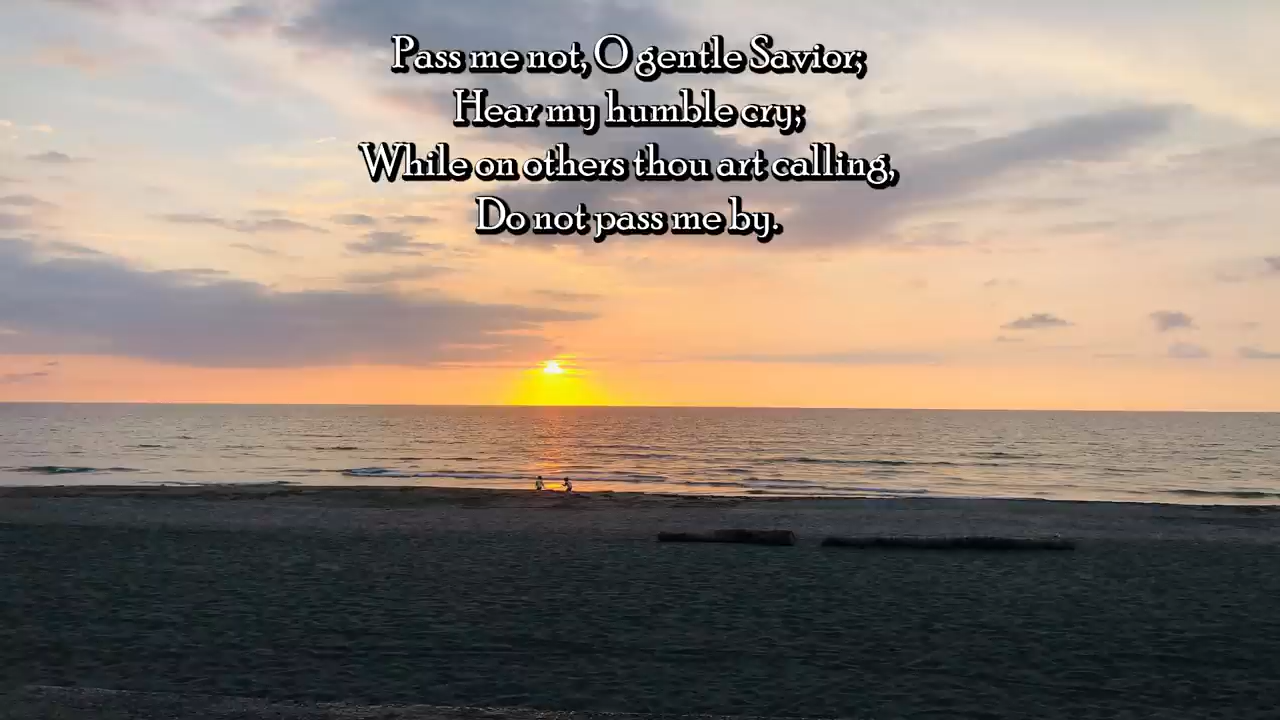 Pass me not, O gentle Savior;
Hear my humble cry;
While on others thou art calling,
Do not pass me by.